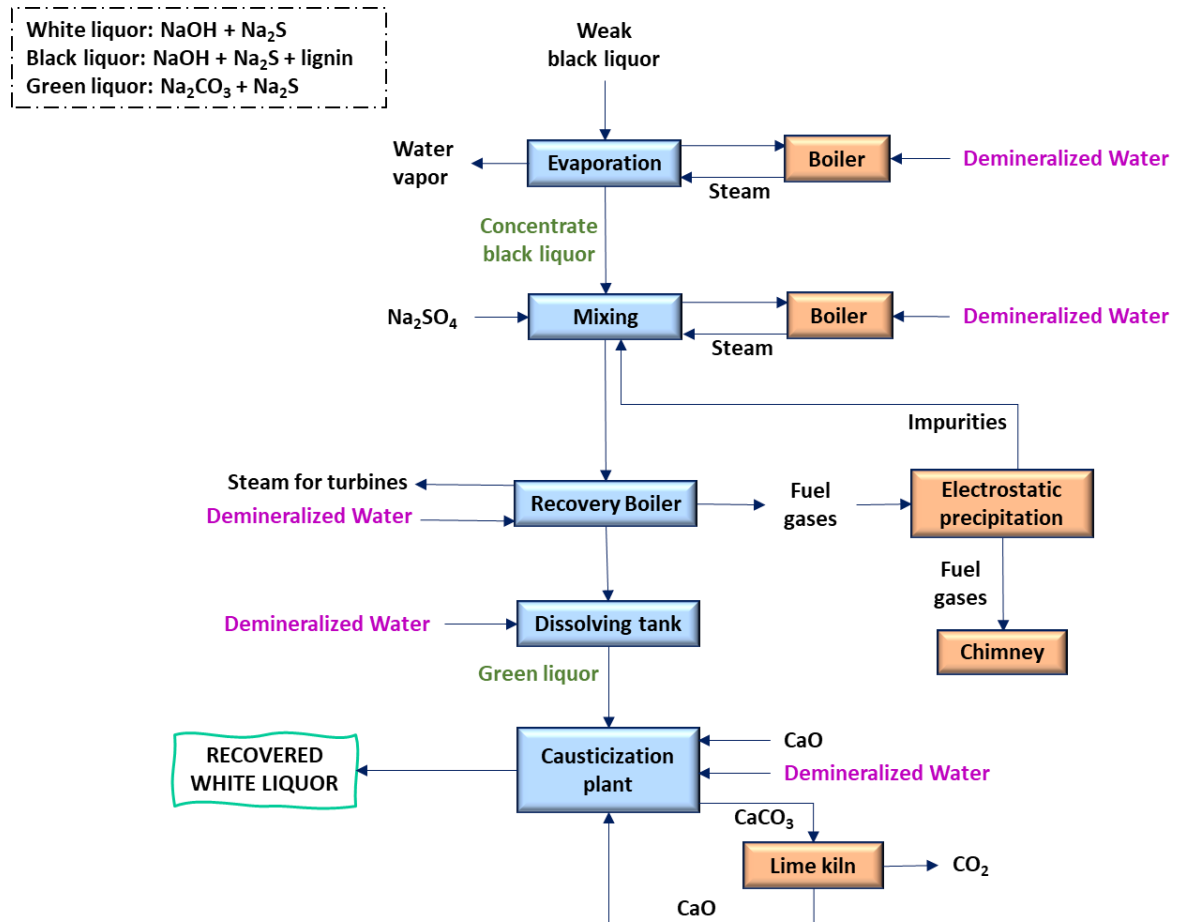 White liquor: NaOH + Na₂S
Black liquor: NaOH + Na₂S + lignin
Green liquor: Na₂CO₃ + Na₂S
Weak
black liquor
Water
vapor
Evaporation
Boiler
Demineralized Water
Steam
Concentrate
black liquor
Na₂SO₄
Mixing
Boiler
Demineralized Water
Steam
Impurities
Steam for turbines
Demineralized Water
Recovery Boiler
Fuel
gases
Electrostatic
precipitation
Fuel
gases
Demineralized Water
Dissolving tank
Chimney
Green liquor
RECOVERED
WHITE LIQUOR
Causticization
plant
CaO
Demineralized Water
CaCO₃
Lime kiln
CO₂
CaO